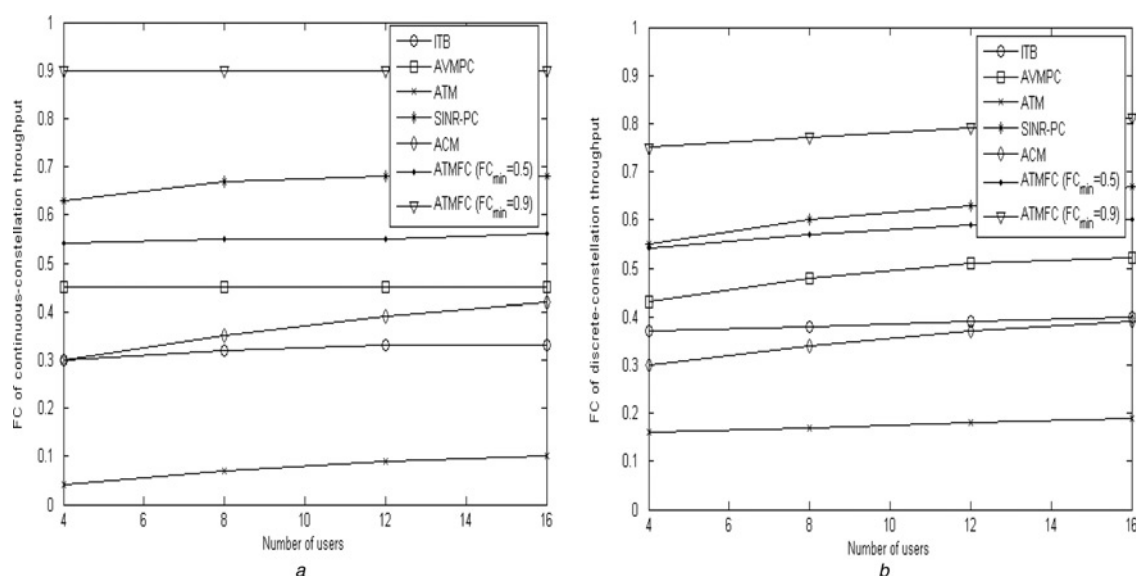 1
0.9
0.8
0.7
0.6
0.5
0.4
0.3
0.2
0.1
0
FC of continuous-constellation throughput
4 6 8 10 12 14 16
Number of users
ITB
AVMPC
ATM
SINR-PC
ACM
ATMFC (FCmin=0.5)
ATMFC (FCmin=0.9)
a
1
0.9
0.8
0.7
0.6
0.5
0.4
0.3
0.2
0.1
0
FC of discrete-constellation throughput
4 6 8 10 12 14 16
Number of users
ITB
AVMPC
ATM
SINR-PC
ACM
ATMFC (FCmin=0.5)
ATMFC (FCmin=0.9)
b